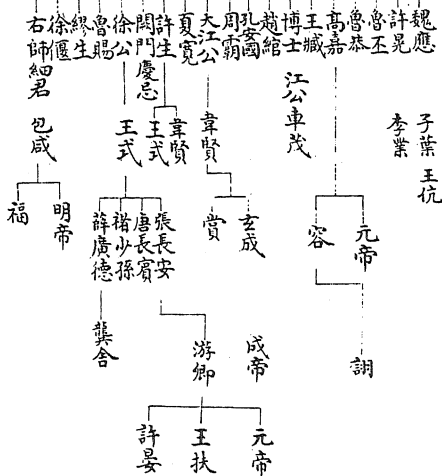 魏應
許晃
魯丕
魯恭
高嘉
王臧
博士
趙綰
孔安國
周霸
大江公
夏寬
許生
闕門慶忌
徐公
魯賜
繆生
徐偃
右師細君
子葉 王伉
李業
江公車茂
韋賢
韋賢
王式
王式
包咸
元帝
容
玄成
賞
張長安
唐長賓
褚少孫
薛廣德
明帝
福
詡
成帝
游卿
龔舍
元帝
王扶
許晏